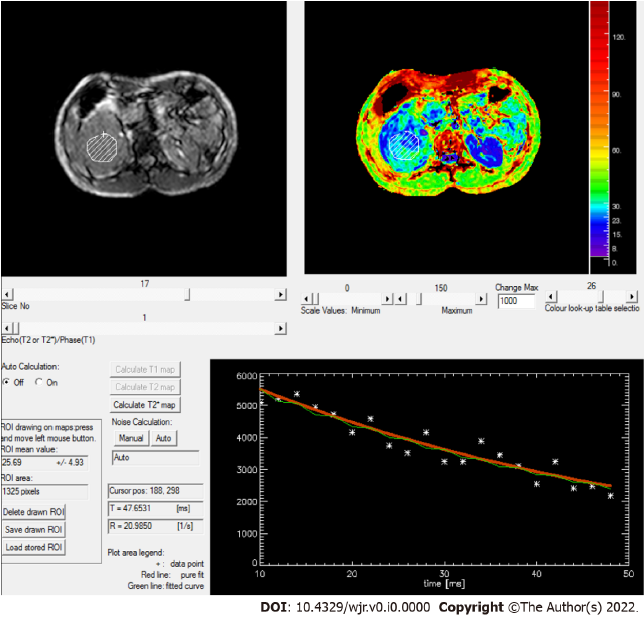 120.
90.
60.
30.
23.
15.
8.
0.
17
Slice No
1
Echo(T2 or T2*)/Phase(T1)
0
150
Scale Values: Minimum
Maximum
Change Max
1000
26
Colour look-up table selectio
Auto Calculation:
Off
On
Calculate T1 map
Calculate T2 map
Calculate T2* map
Noise Calculation:
Manual
Auto
Auto
ROI drawing on maps:press
and move left mouse button.
ROI mean value:
25.69 +/- 4.93
ROI area:
1325 pixels
Delete drawn ROI
Save drawn ROI
Load stored ROI
Cursor pos: 188, 298
T = 47.6531 [ms]
R = 20.9850 [1/s]
Plot area legend:
+ : data point
Red line: pure fit
Green line: fitted curve
6000
5000
4000
3000
2000
1000
0
10
20
30
40
50
time [ms]
DOI: 10.4329/wjr.v0.i0.0000 Copyright ©The Author(s) 2022.